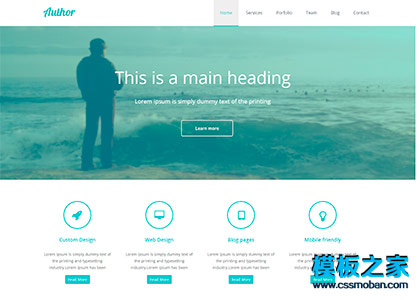 Author
Home Services Portfolio Team Blog Contact
This is a main heading
Lorem ipsum is simply dummy text of the printing
Learn more
Custom Design Web Design Blog pages Mobile friendly
Lorem ipsum is simply dummy text of the printing and typesetting industry Lorem ipsum has been
Lorem ipsum is simply dummy text of the printing and typesetting industry Lorem ipsum has been
Lorem ipsum is simply dummy text of the printing and typesetting industry Lorem ipsum has been
Lorem ipsum is simply dummy text of the printing and typesetting industry Lorem ipsum has been
Read More Read More Read More Read More
模板之家
www.cssmoban.com